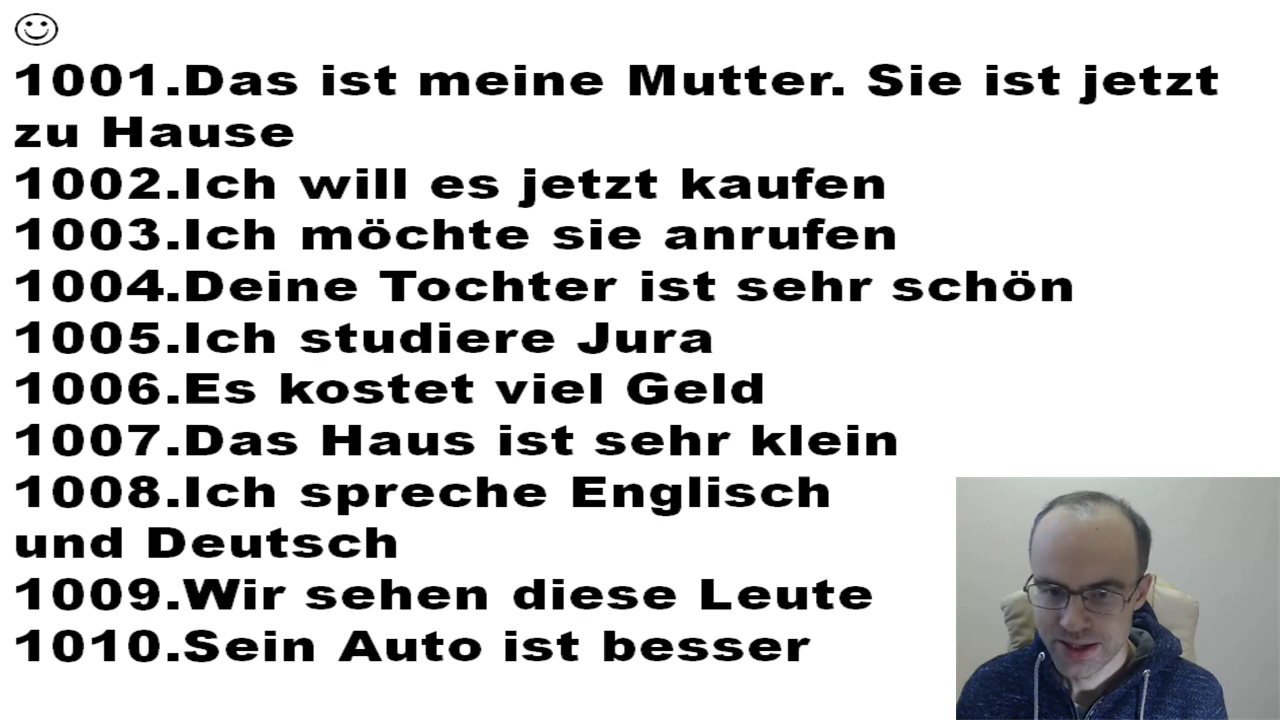 1001.Das ist meine Mutter. Sie ist jetzt
zu Hause
1002.Ich will es jetzt kaufen
1003.Ich möchte sie anrufen
1004.Deine Tochter ist sehr schön
1005.Ich studiere Jura
1006.Es kostet viel Geld
1007.Das Haus ist sehr klein
1008.Ich spreche Englisch
und Deutsch
1009.Wir sehen diese Leute
1010.Sein Auto ist besser